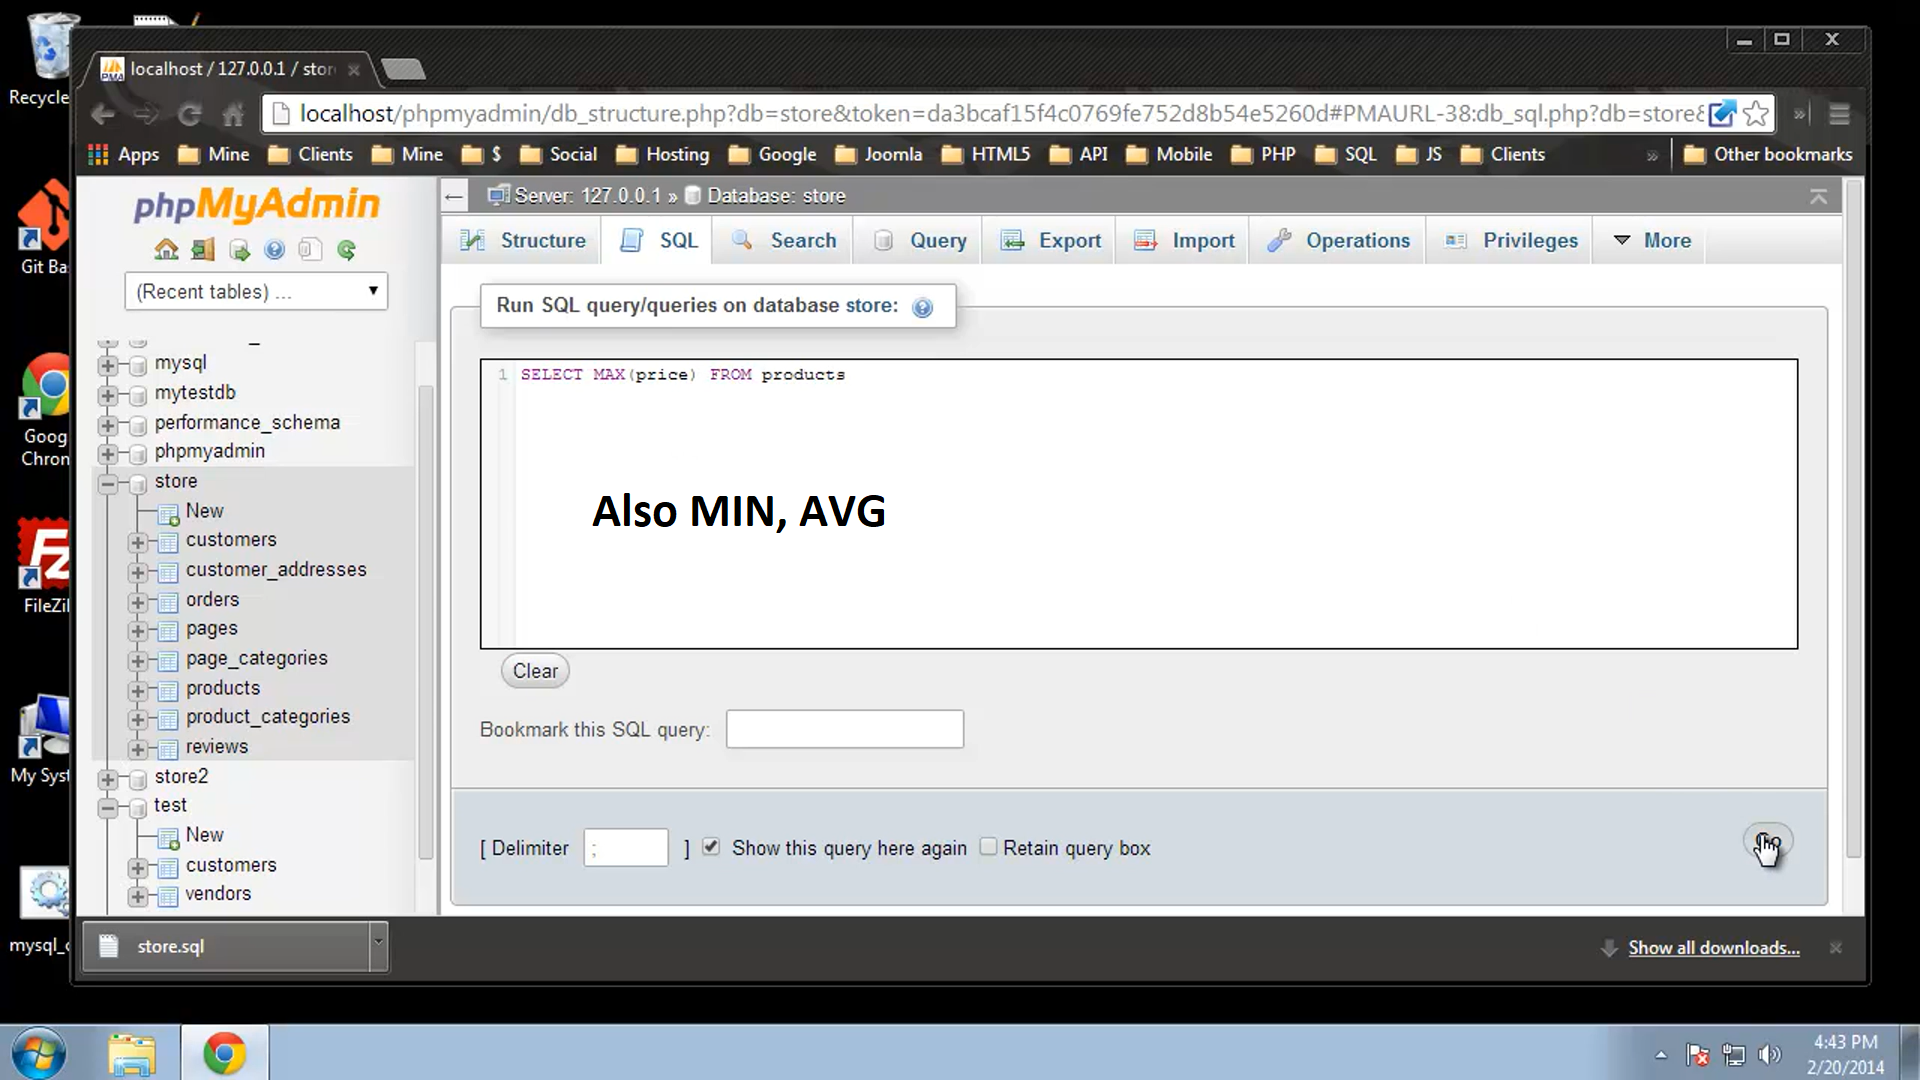 Recycle
Git Ba
Goog
Chron
FileZil
My Syst
mysql_c
localhost / 127.0.0.1 / stor
localhost/phpmyadmin/db_structure.php?db=store&token=da3bcaf15f4c0769fe752d8b54e5260d#PMAURL-38:db_sql.php?db=store&
Apps Mine Clients Mine $ Social Hosting Google Joomla HTML5 API Mobile PHP SQL JS Clients » Other bookmarks
phpMyAdmin
(Recent tables) ...
mysql
mytestdb
performance_schema
phpmyadmin
store
New
customers
customer_addresses
orders
pages
page_categories
products
product_categories
reviews
store2
test
New
customers
vendors
Server: 127.0.0.1 » Database: store
Structure SQL Search Query Export Import Operations Privileges More
Run SQL query/queries on database store:
1 SELECT MAX(price) FROM products
Also MIN, AVG
Clear
Bookmark this SQL query:
[ Delimiter ; ] Show this query here again Retain query box
store.sql
Show all downloads...
4:43 PM
2/20/2014